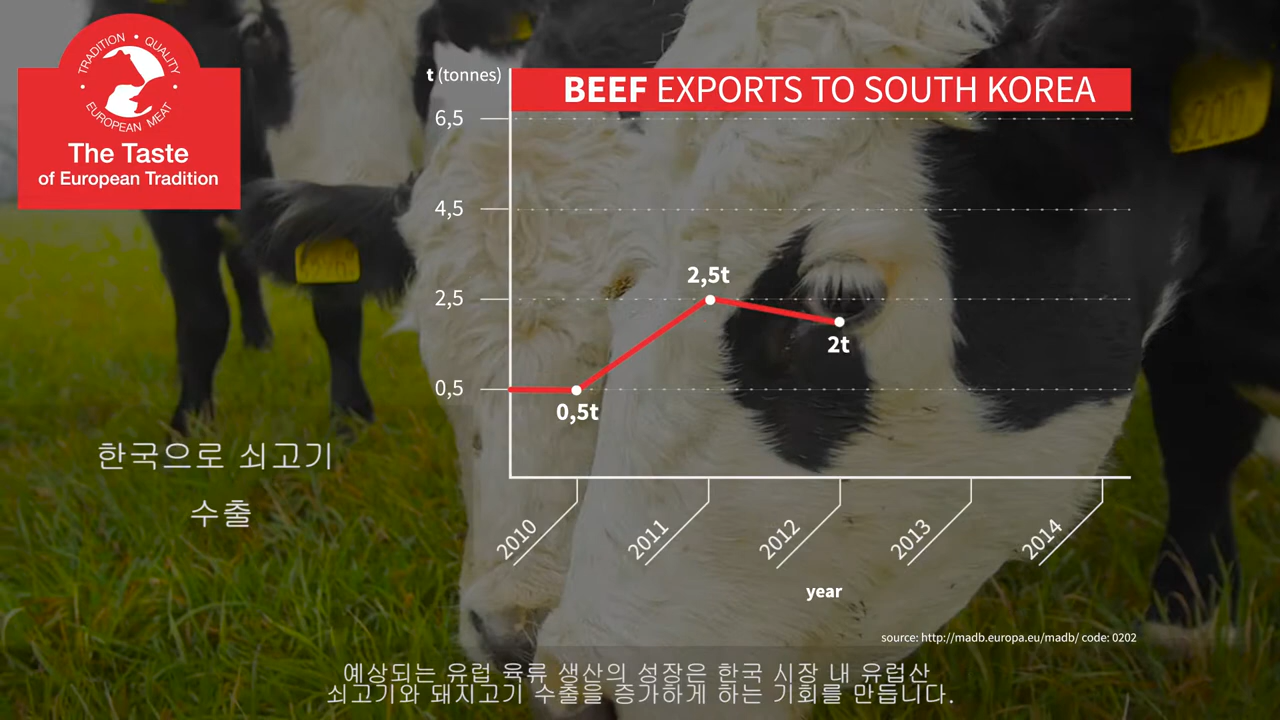 TRADITION • QUALITY
EUROPEAN MEAT
The Taste
of European Tradition
t (tonnes)
BEEF EXPORTS TO SOUTH KOREA
6,5
4,5
2,5
0,5
0,5t
2,5t
2t
2010
2011
2012
2013
2014
year
source: http://madb.europa.eu/madb/ code: 0202
한국으로 쇠고기
수출
예상되는 유럽 육류 생산의 성장은 한국 시장 내 유럽산
쇠고기와 돼지고기 수출을 증가하게 하는 기회를 만듭니다.